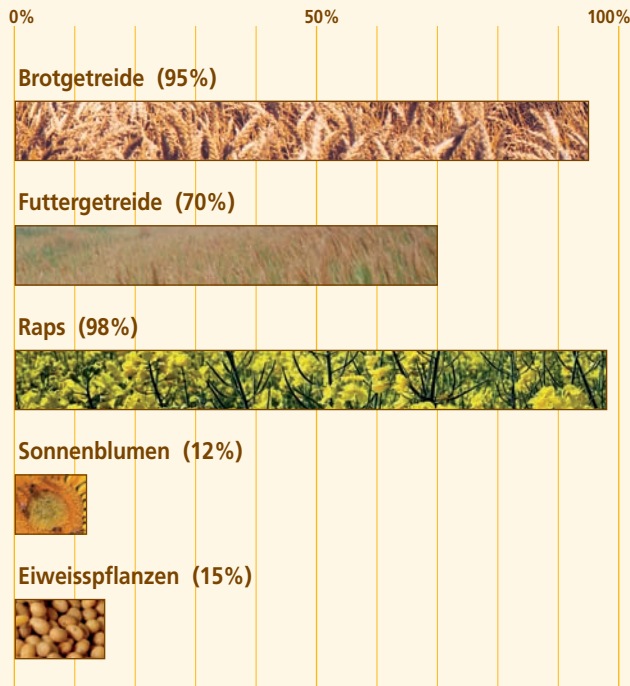 0% 50% 100%
Brotgetreide (95%)
Futtergetreide (70%)
Raps (98%)
Sonnenblumen (12%)
Eiweisspflanzen (15%)